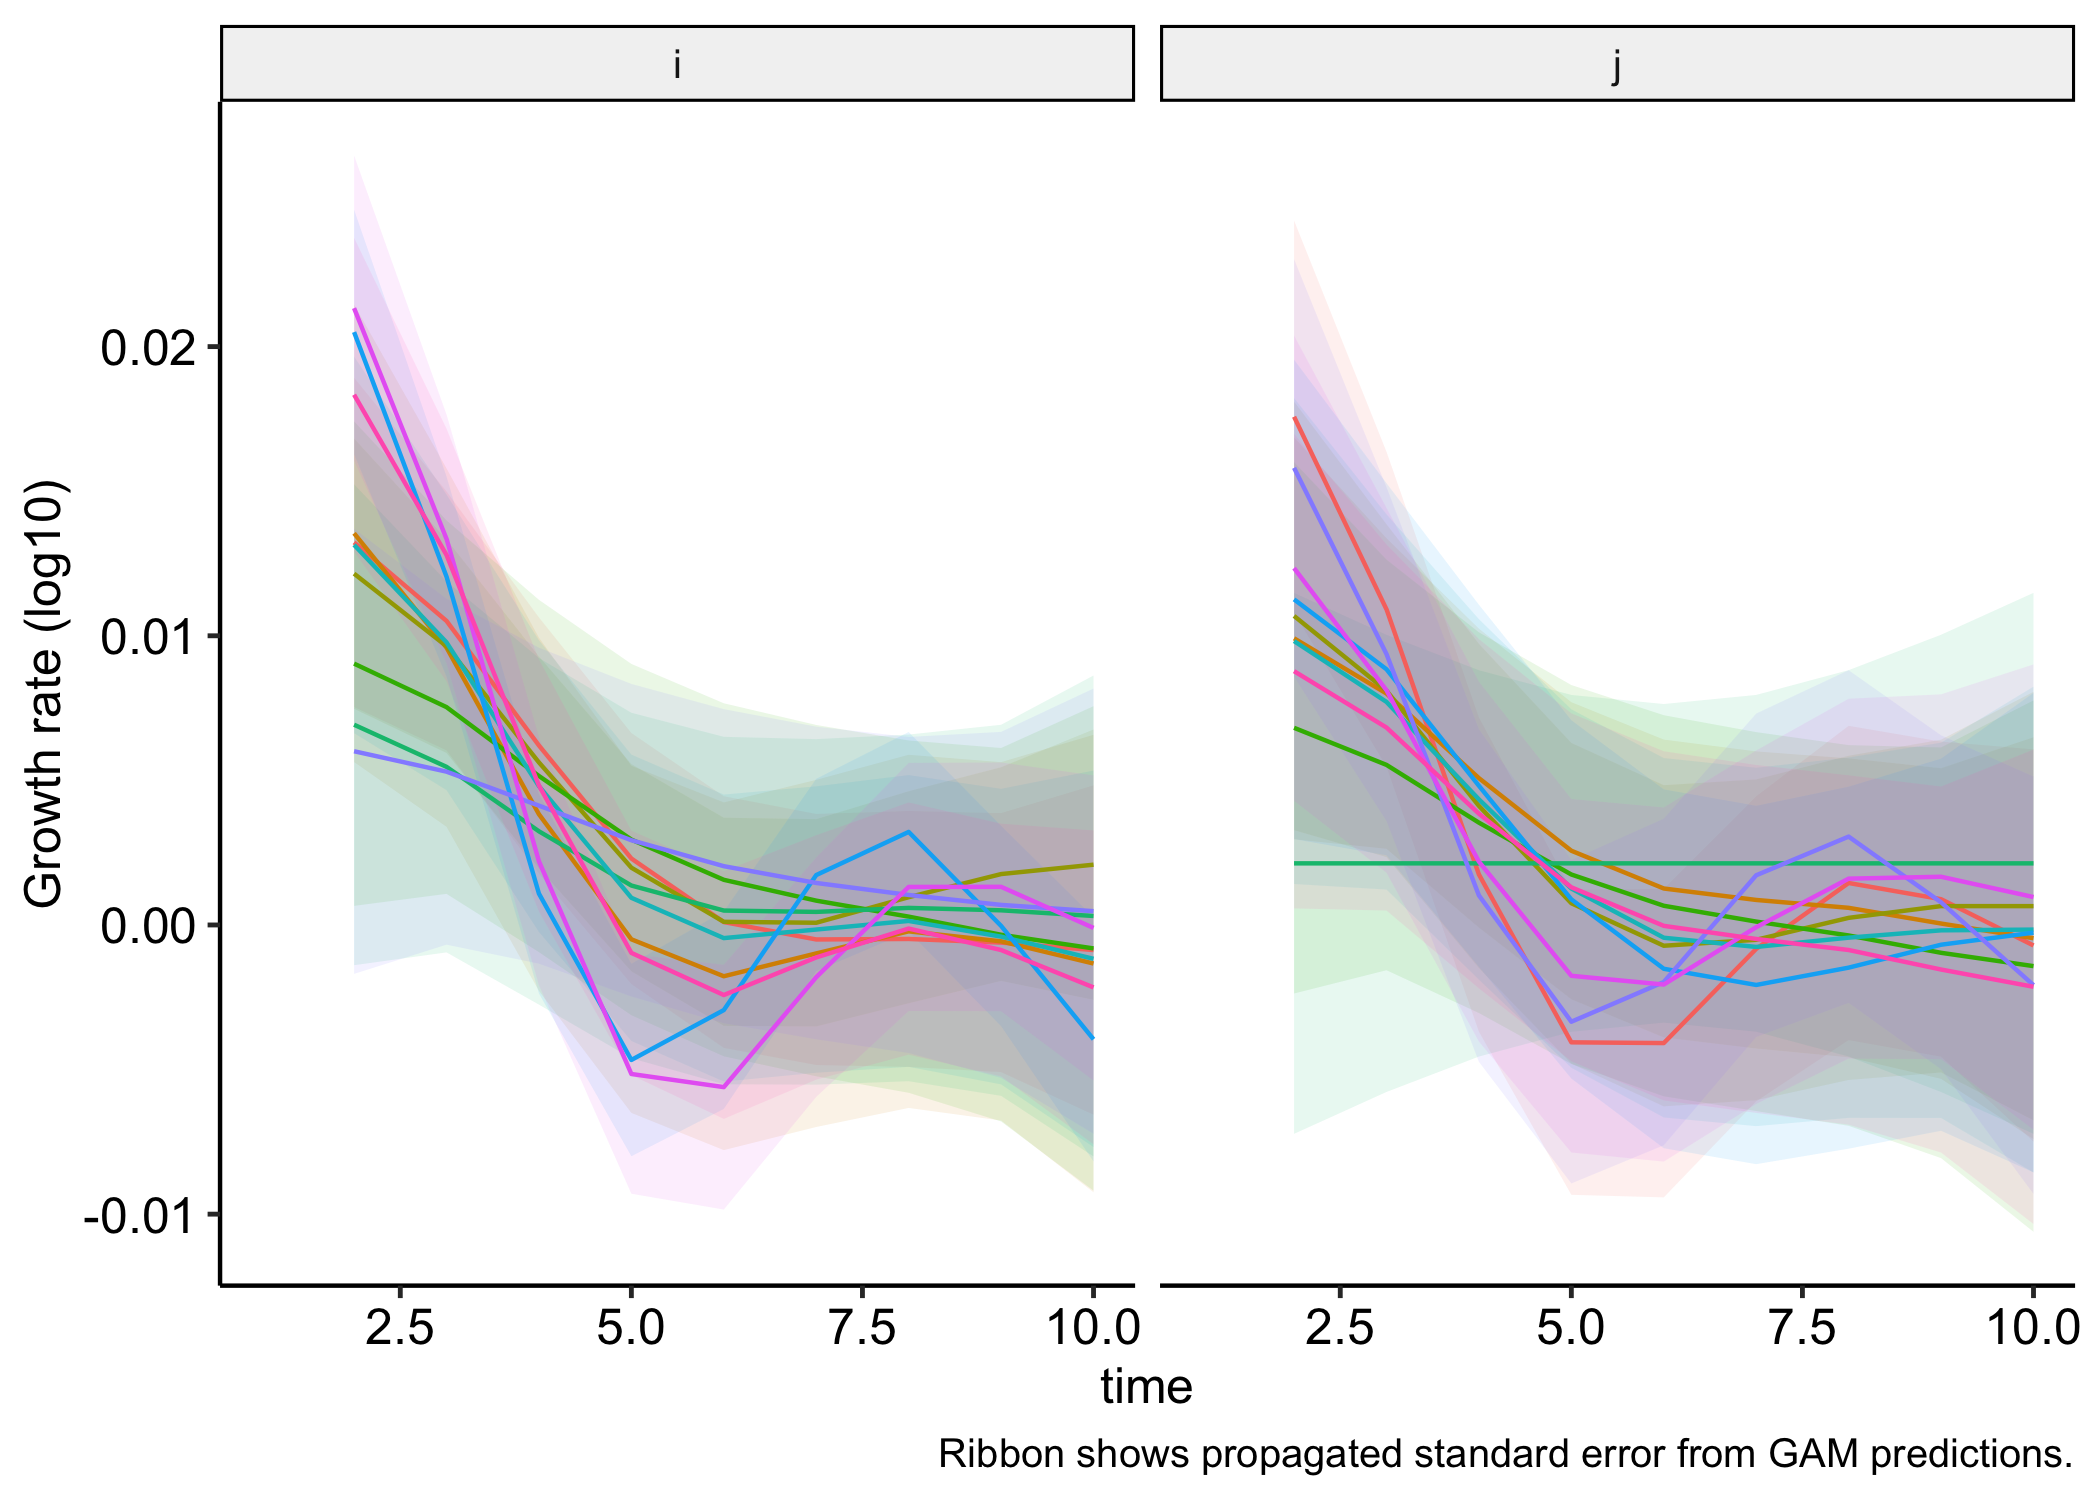 i
j
Growth rate (log10)
0.02
0.01
0.00
-0.01
2.5 5.0 7.5 10.0
2.5 5.0 7.5 10.0
time
Ribbon shows propagated standard error from GAM predictions.